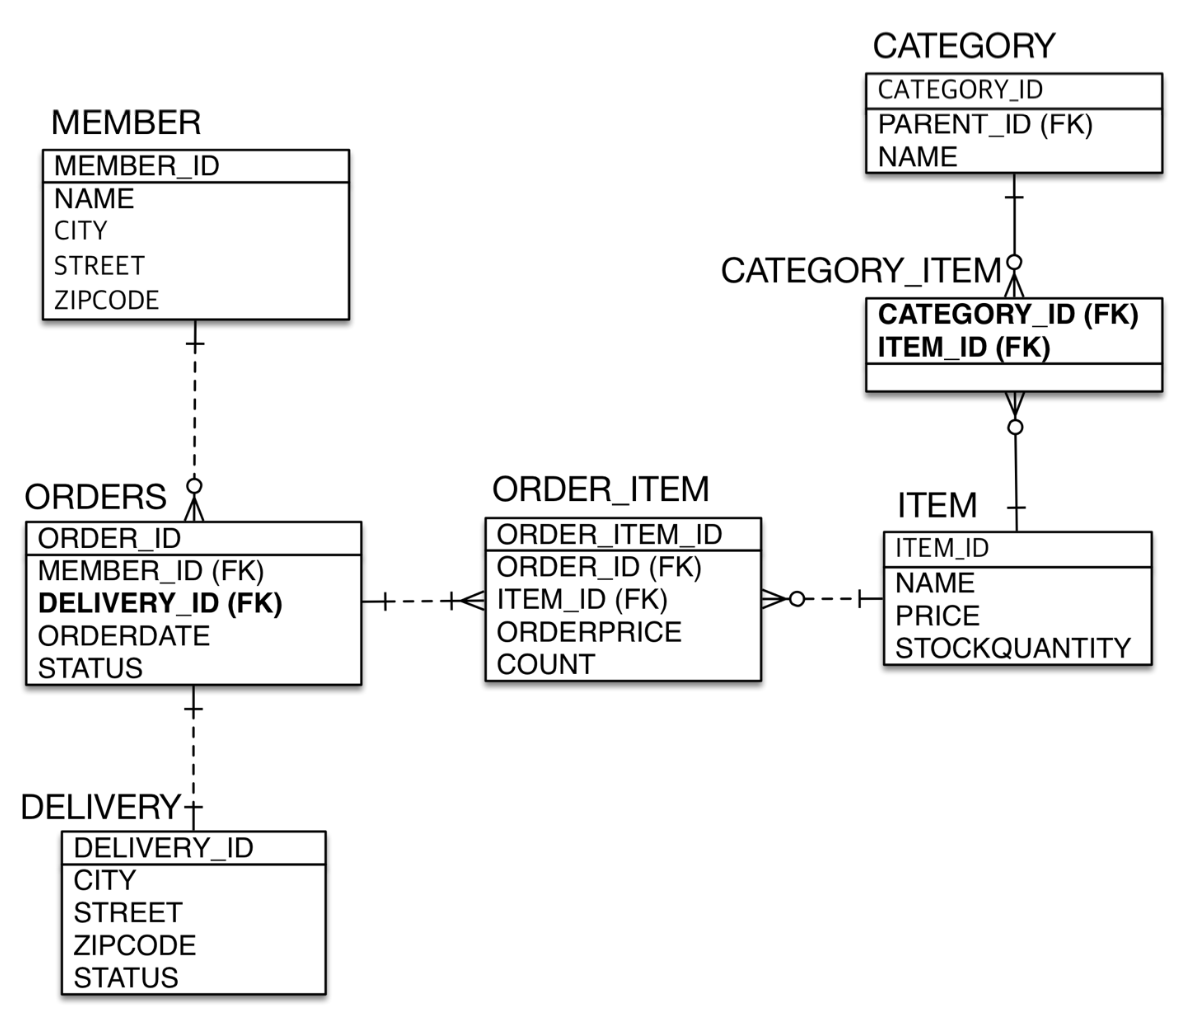 MEMBER
MEMBER_ID
NAME
CITY
STREET
ZIPCODE
CATEGORY
CATEGORY_ID
PARENT_ID (FK)
NAME
CATEGORY_ITEM
CATEGORY_ID (FK)
ITEM_ID (FK)
ORDERS
ORDER_ID
MEMBER_ID (FK)
DELIVERY_ID (FK)
ORDERDATE
STATUS
ORDER_ITEM
ORDER_ITEM_ID
ORDER_ID (FK)
ITEM_ID (FK)
ORDERPRICE
COUNT
ITEM
ITEM_ID
NAME
PRICE
STOCKQUANTITY
DELIVERY
DELIVERY_ID
CITY
STREET
ZIPCODE
STATUS